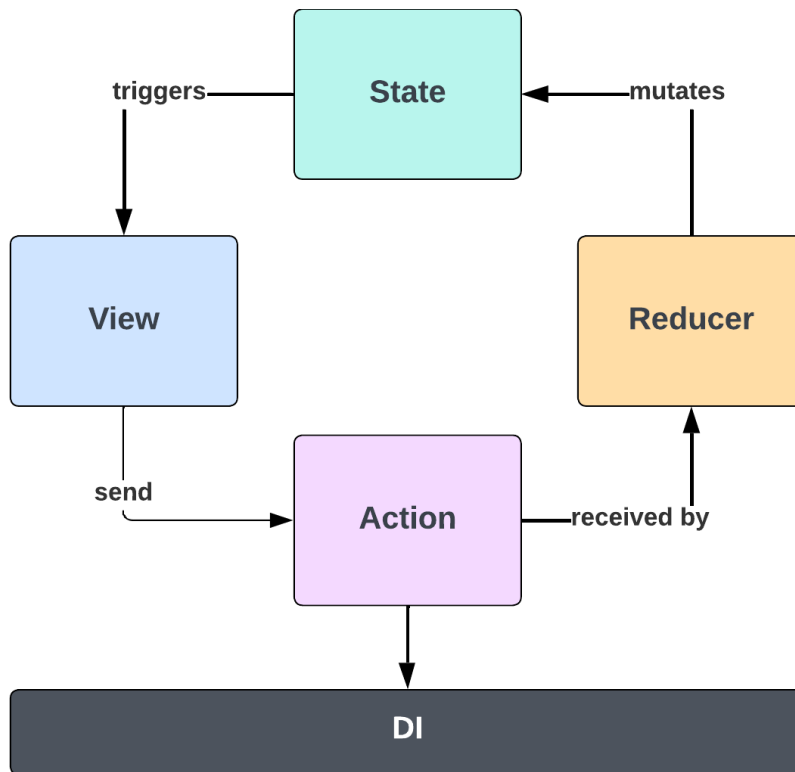 State
triggers
mutates
View
Reducer
send
Action
received by
DI